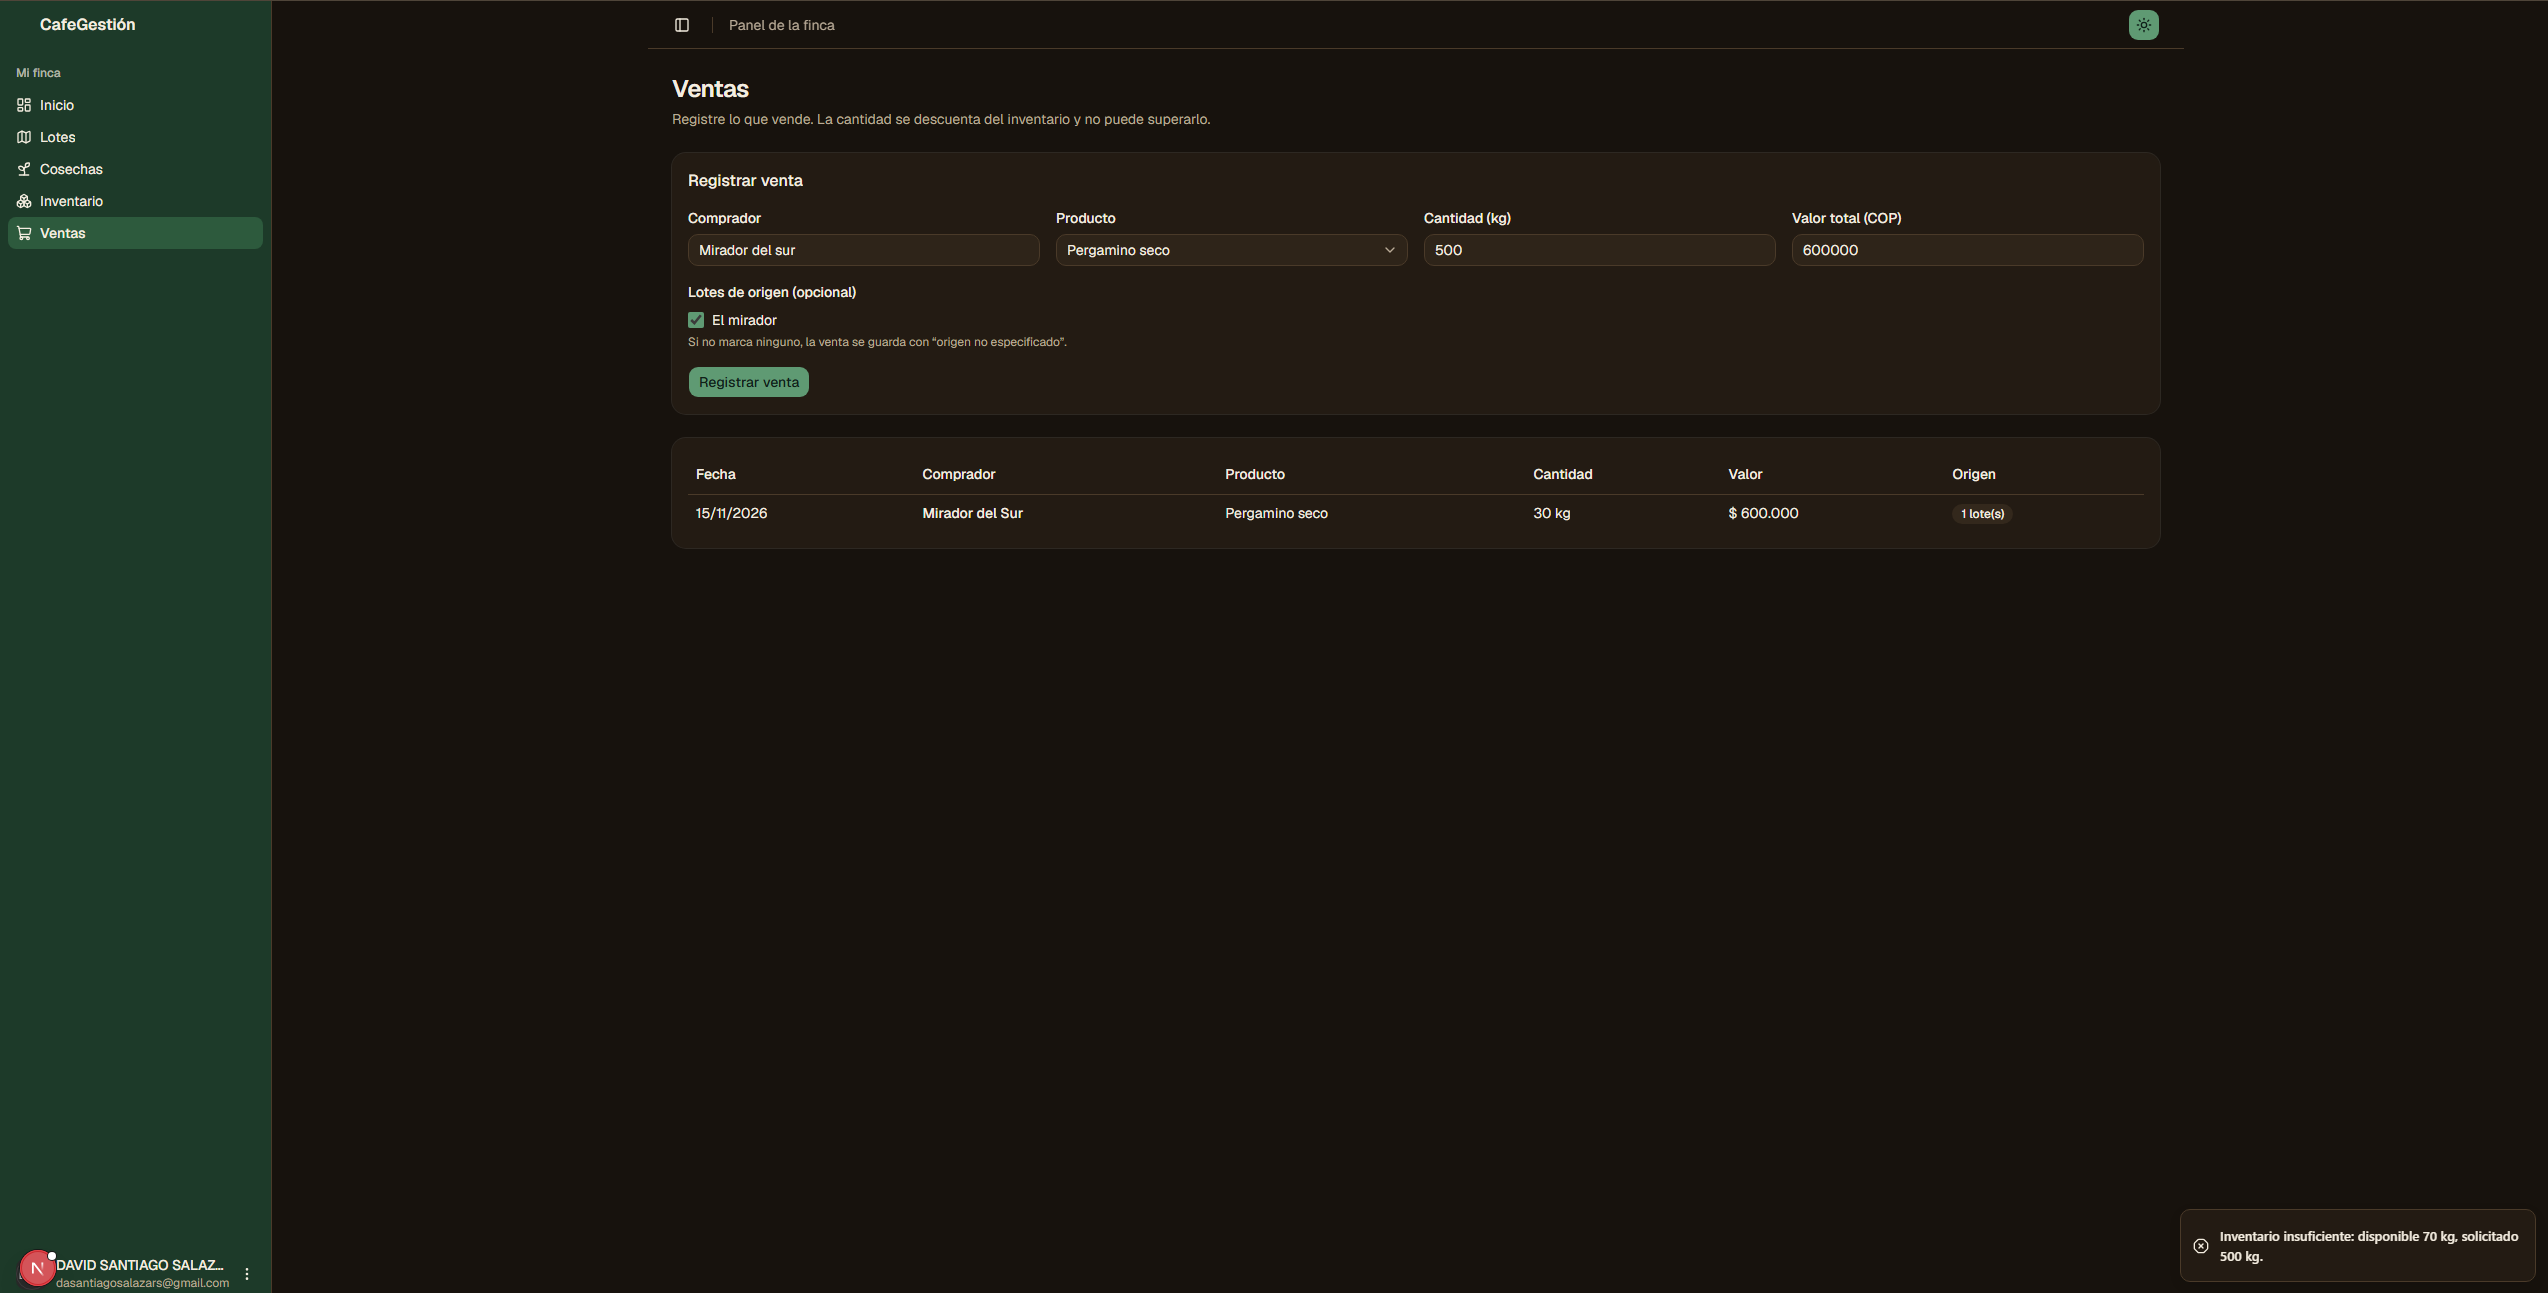 CafeGestión
Mi finca
Inicio
Lotes
Cosechas
Inventario
Ventas
Panel de la finca
Ventas
Registre lo que vende. La cantidad se descuenta del inventario y no puede superarlo.
Registrar venta
Comprador Producto Cantidad (kg) Valor total (COP)
Mirador del sur Pergamino seco 500 600000
Lotes de origen (opcional)
El mirador
Si no marca ninguno, la venta se guarda con “origen no especificado”.
Registrar venta
Fecha Comprador Producto Cantidad Valor Origen
15/11/2026 Mirador del Sur Pergamino seco 30 kg $ 600.000 1 lote(s)
N
DAVID SANTIAGO SALAZ...
dasantiagosalazars@gmail.com
Inventario insuficiente: disponible 70 kg, solicitado
500 kg.